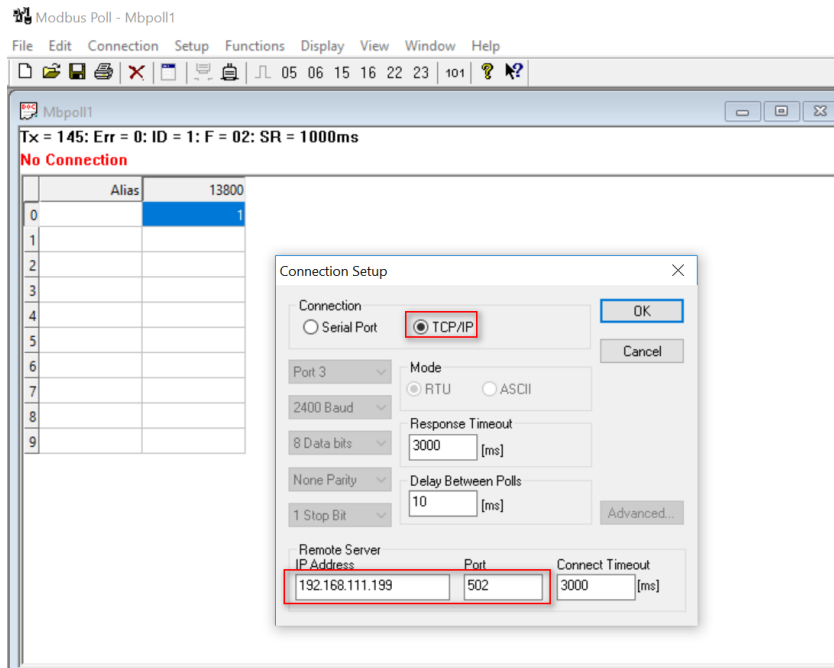 Modbus Poll - Mbpoll1
File Edit Connection Setup Functions Display View Window Help
05 06 15 16 22 23 101
Mbpoll1
Tx = 145: Err = 0: ID = 1: F = 02: SR = 1000ms
No Connection
Alias 13800
0 1
1
2
3
4
5
6
7
8
9
Connection Setup
Connection
Serial Port TCP/IP
OK
Cancel
Port 3
2400 Baud
8 Data bits
None Parity
1 Stop Bit
Mode
RTU ASCII
Response Timeout
3000 [ms]
Delay Between Polls
10 [ms]
Advanced...
Remote Server
IP Address Port Connect Timeout
192.168.111.199 502 3000 [ms]